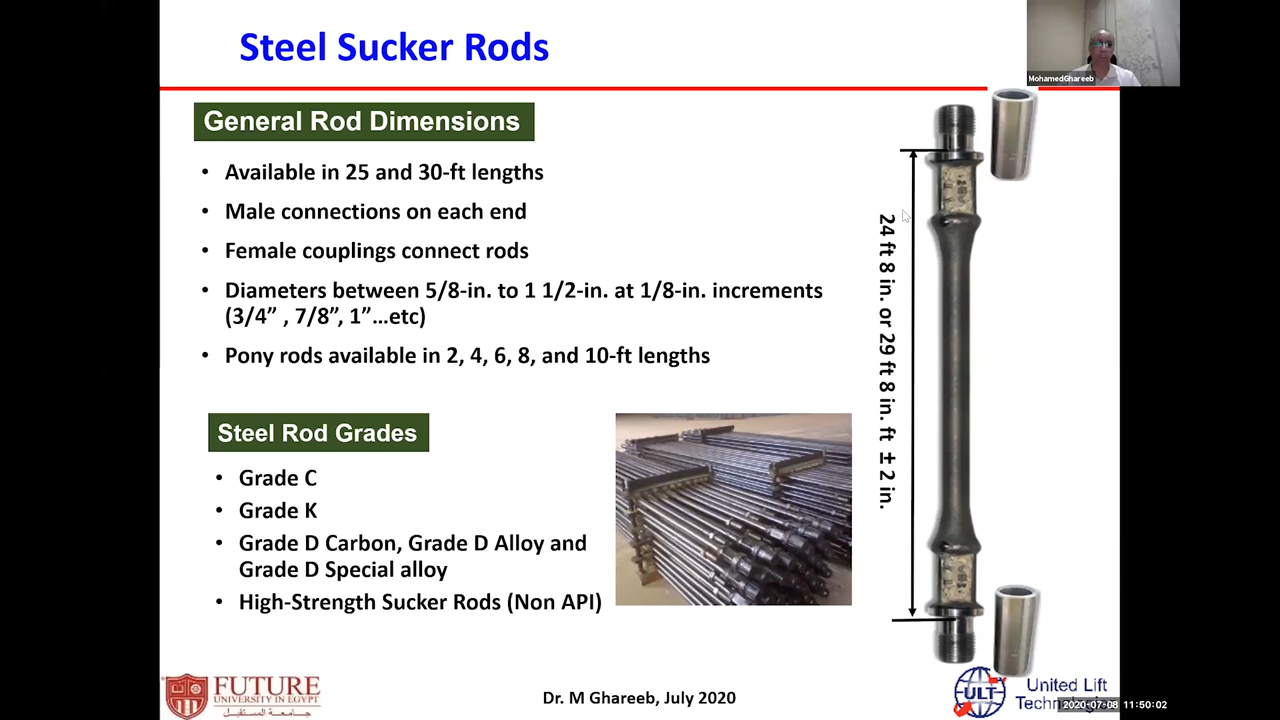 Steel Sucker Rods
MohamedGhareeb
General Rod Dimensions
• Available in 25 and 30-ft lengths
• Male connections on each end
• Female couplings connect rods
• Diameters between 5/8-in. to 1 1/2-in. at 1/8-in. increments
(3/4” , 7/8”, 1”…etc)
• Pony rods available in 2, 4, 6, 8, and 10-ft lengths
24 ft 8 in. or 29 ft 8 in. ft ± 2 in.
Steel Rod Grades
• Grade C
• Grade K
• Grade D Carbon, Grade D Alloy and
Grade D Special alloy
• High-Strength Sucker Rods (Non API)
FUTURE
UNIVERSITY IN EGYPT
جامعة المستقبل
Dr. M Ghareeb, July 2020
ULT
United Lift
2020-07-08 11:50:02